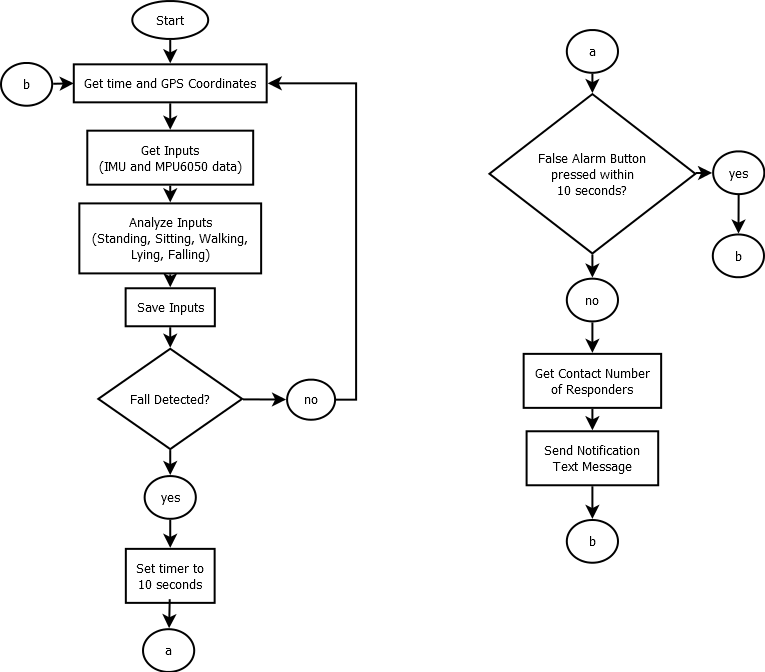 Start
b
Get time and GPS Coordinates
Get Inputs
(IMU and MPU6050 data)
Analyze Inputs
(Standing, Sitting, Walking,
Lying, Falling)
Save Inputs
Fall Detected?
no
yes
Set timer to
10 seconds
a
a
False Alarm Button
pressed within
10 seconds?
yes
b
no
Get Contact Number
of Responders
Send Notification
Text Message
b